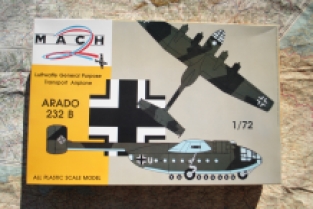 MACH 2
Luftwaffe General Purpose
Transport Airplane
ARADO
232 B
1/72
ALL PLASTIC SCALE MODEL